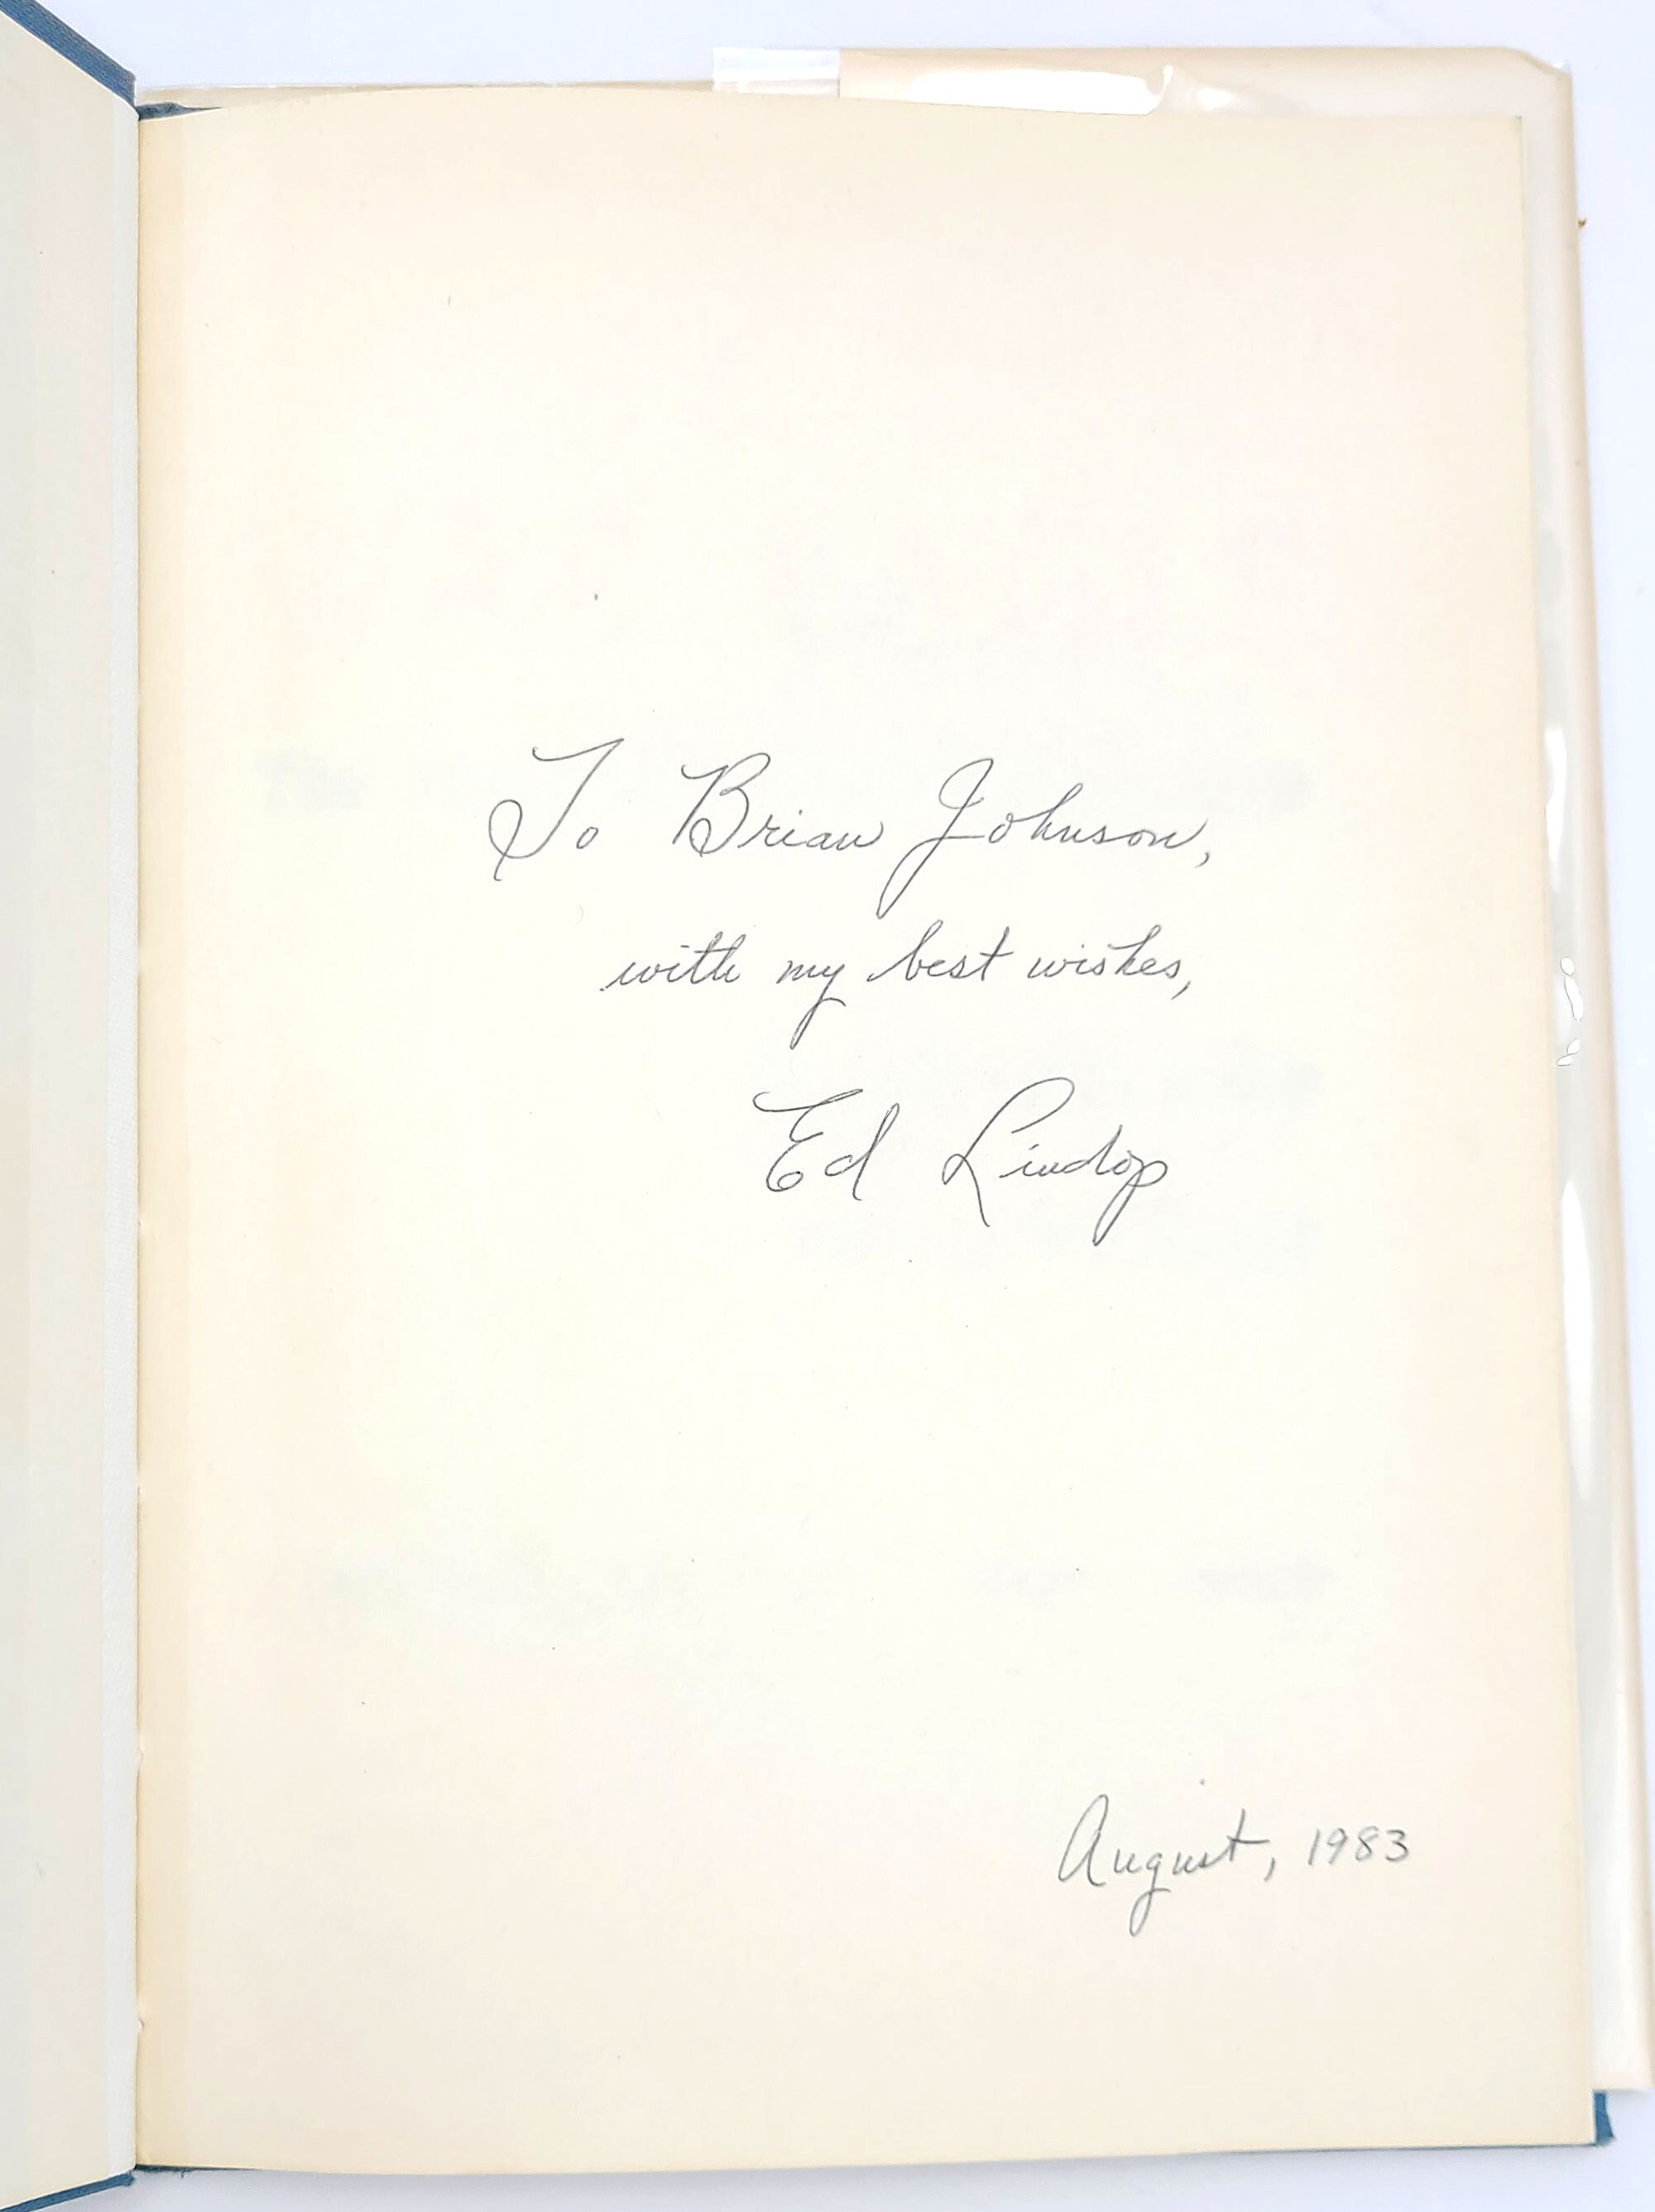 To Brian Johnson,
with my best wishes,
Ed Lindop
August, 1983